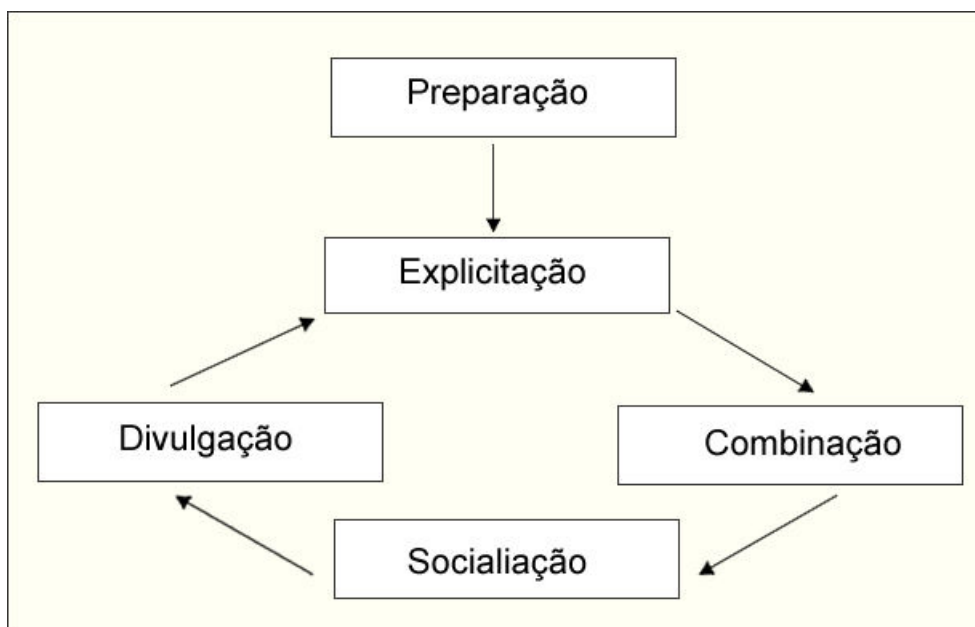 Preparação
Explicitação
Divulgação
Combinação
Socialiação